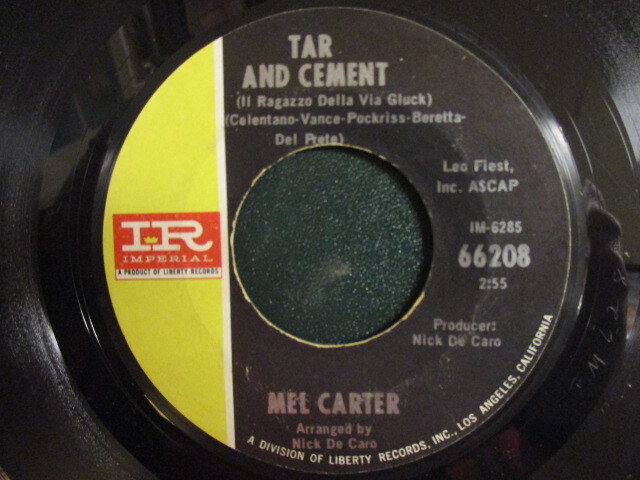 TAR
AND CEMENT
(Il Ragazzo Della Via Gluck)
(Celentano-Vance-Pockriss-Beretta-
Del Prete)
Leo Fiest,
Inc. ASCAP
IM-6285
66208
2:55
IR
IMPERIAL
A PRODUCT OF LIBERTY RECORDS
Producer:
Nick De Caro
MEL CARTER
Arranged by
Nick De Caro
A DIVISION OF LIBERTY RECORDS, INC., LOS ANGELES, CALIFORNIA